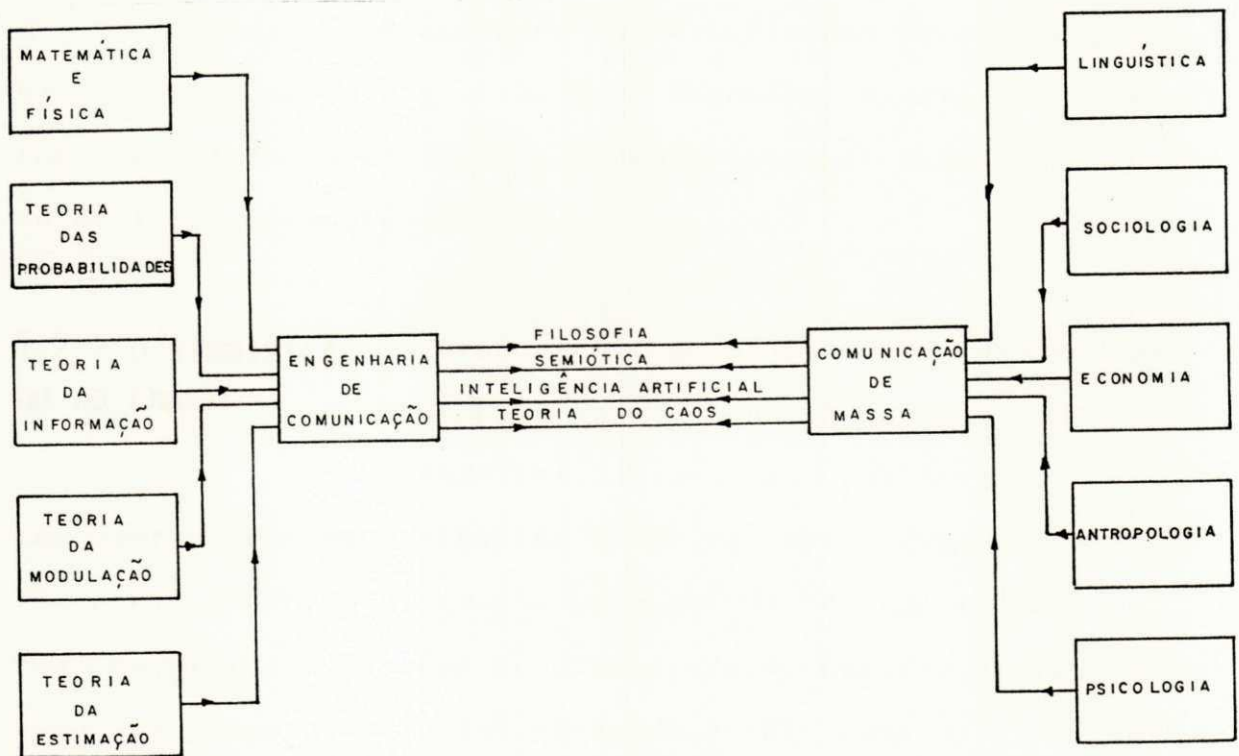 MATEMÁTICA
E
FÍSICA
TEORIA
DAS
PROBABILIDADES
TEORIA
DA
INFORMAÇÃO
TEORIA
DA
MODULAÇÃO
TEORIA
DA
ESTIMAÇÃO
ENGENHARIA
DE
COMUNICAÇÃO
FILOSOFIA
SEMIÓTICA
INTELIGÊNCIA ARTIFICIAL
TEORIA DO CAOS
COMUNICAÇÃO
DE
MASSA
LINGUÍSTICA
SOCIOLOGIA
ECONOMIA
ANTROPOLOGIA
PSICOLOGIA